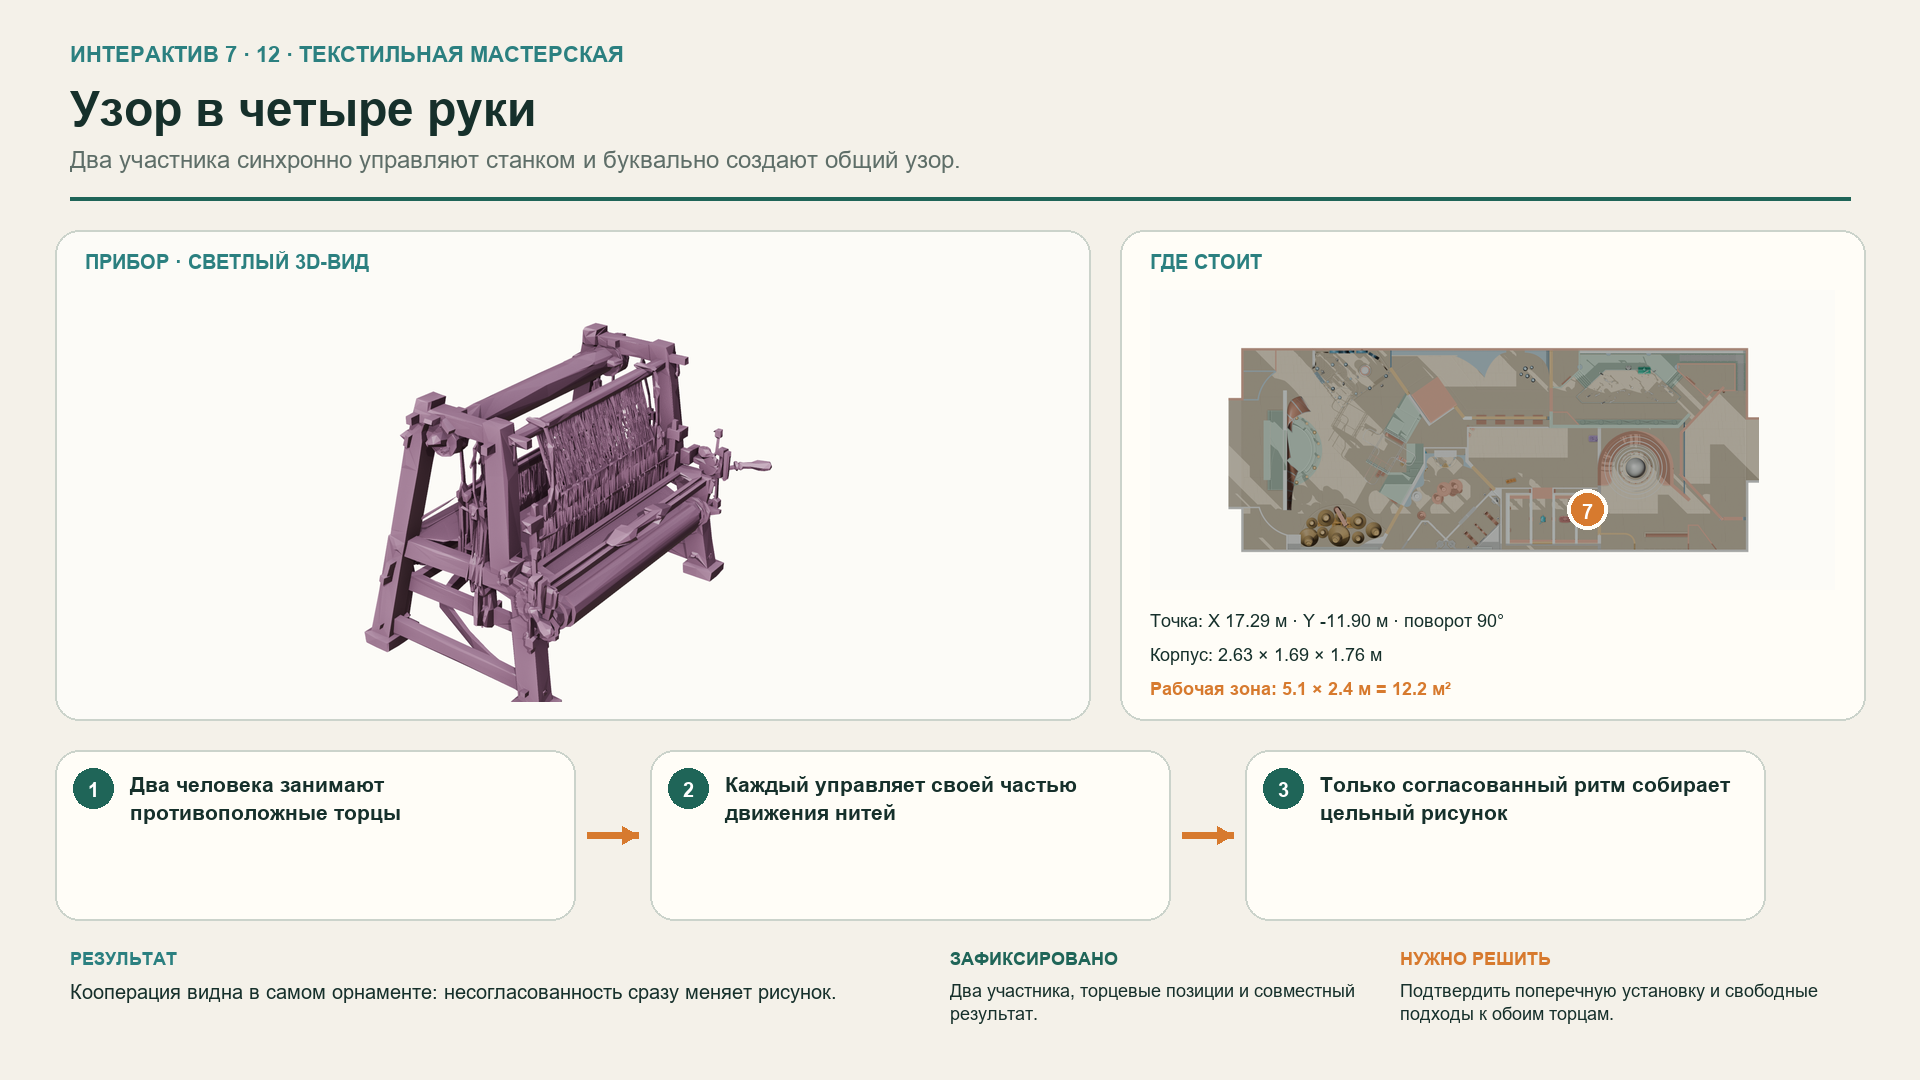 ИНТЕРАКТИВ 7 · 12 · ТЕКСТИЛЬНАЯ МАСТЕРСКАЯ
Узор в четыре руки
Два участника синхронно управляют станком и буквально создают общий узор.
ПРИБОР · СВЕТЛЫЙ 3D-ВИД
ГДЕ СТОИТ
7
Точка: X 17.29 м · Y -11.90 м · поворот 90°
Корпус: 2.63 × 1.69 × 1.76 м
Рабочая зона: 5.1 × 2.4 м = 12.2 м²
1
Два человека занимают
противоположные торцы
2
Каждый управляет своей частью
движения нитей
3
Только согласованный ритм собирает
цельный рисунок
РЕЗУЛЬТАТ
Кооперация видна в самом орнаменте: несогласованность сразу меняет рисунок.
ЗАФИКСИРОВАНО
Два участника, торцевые позиции и совместный
результат.
НУЖНО РЕШИТЬ
Подтвердить поперечную установку и свободные
подходы к обоим торцам.